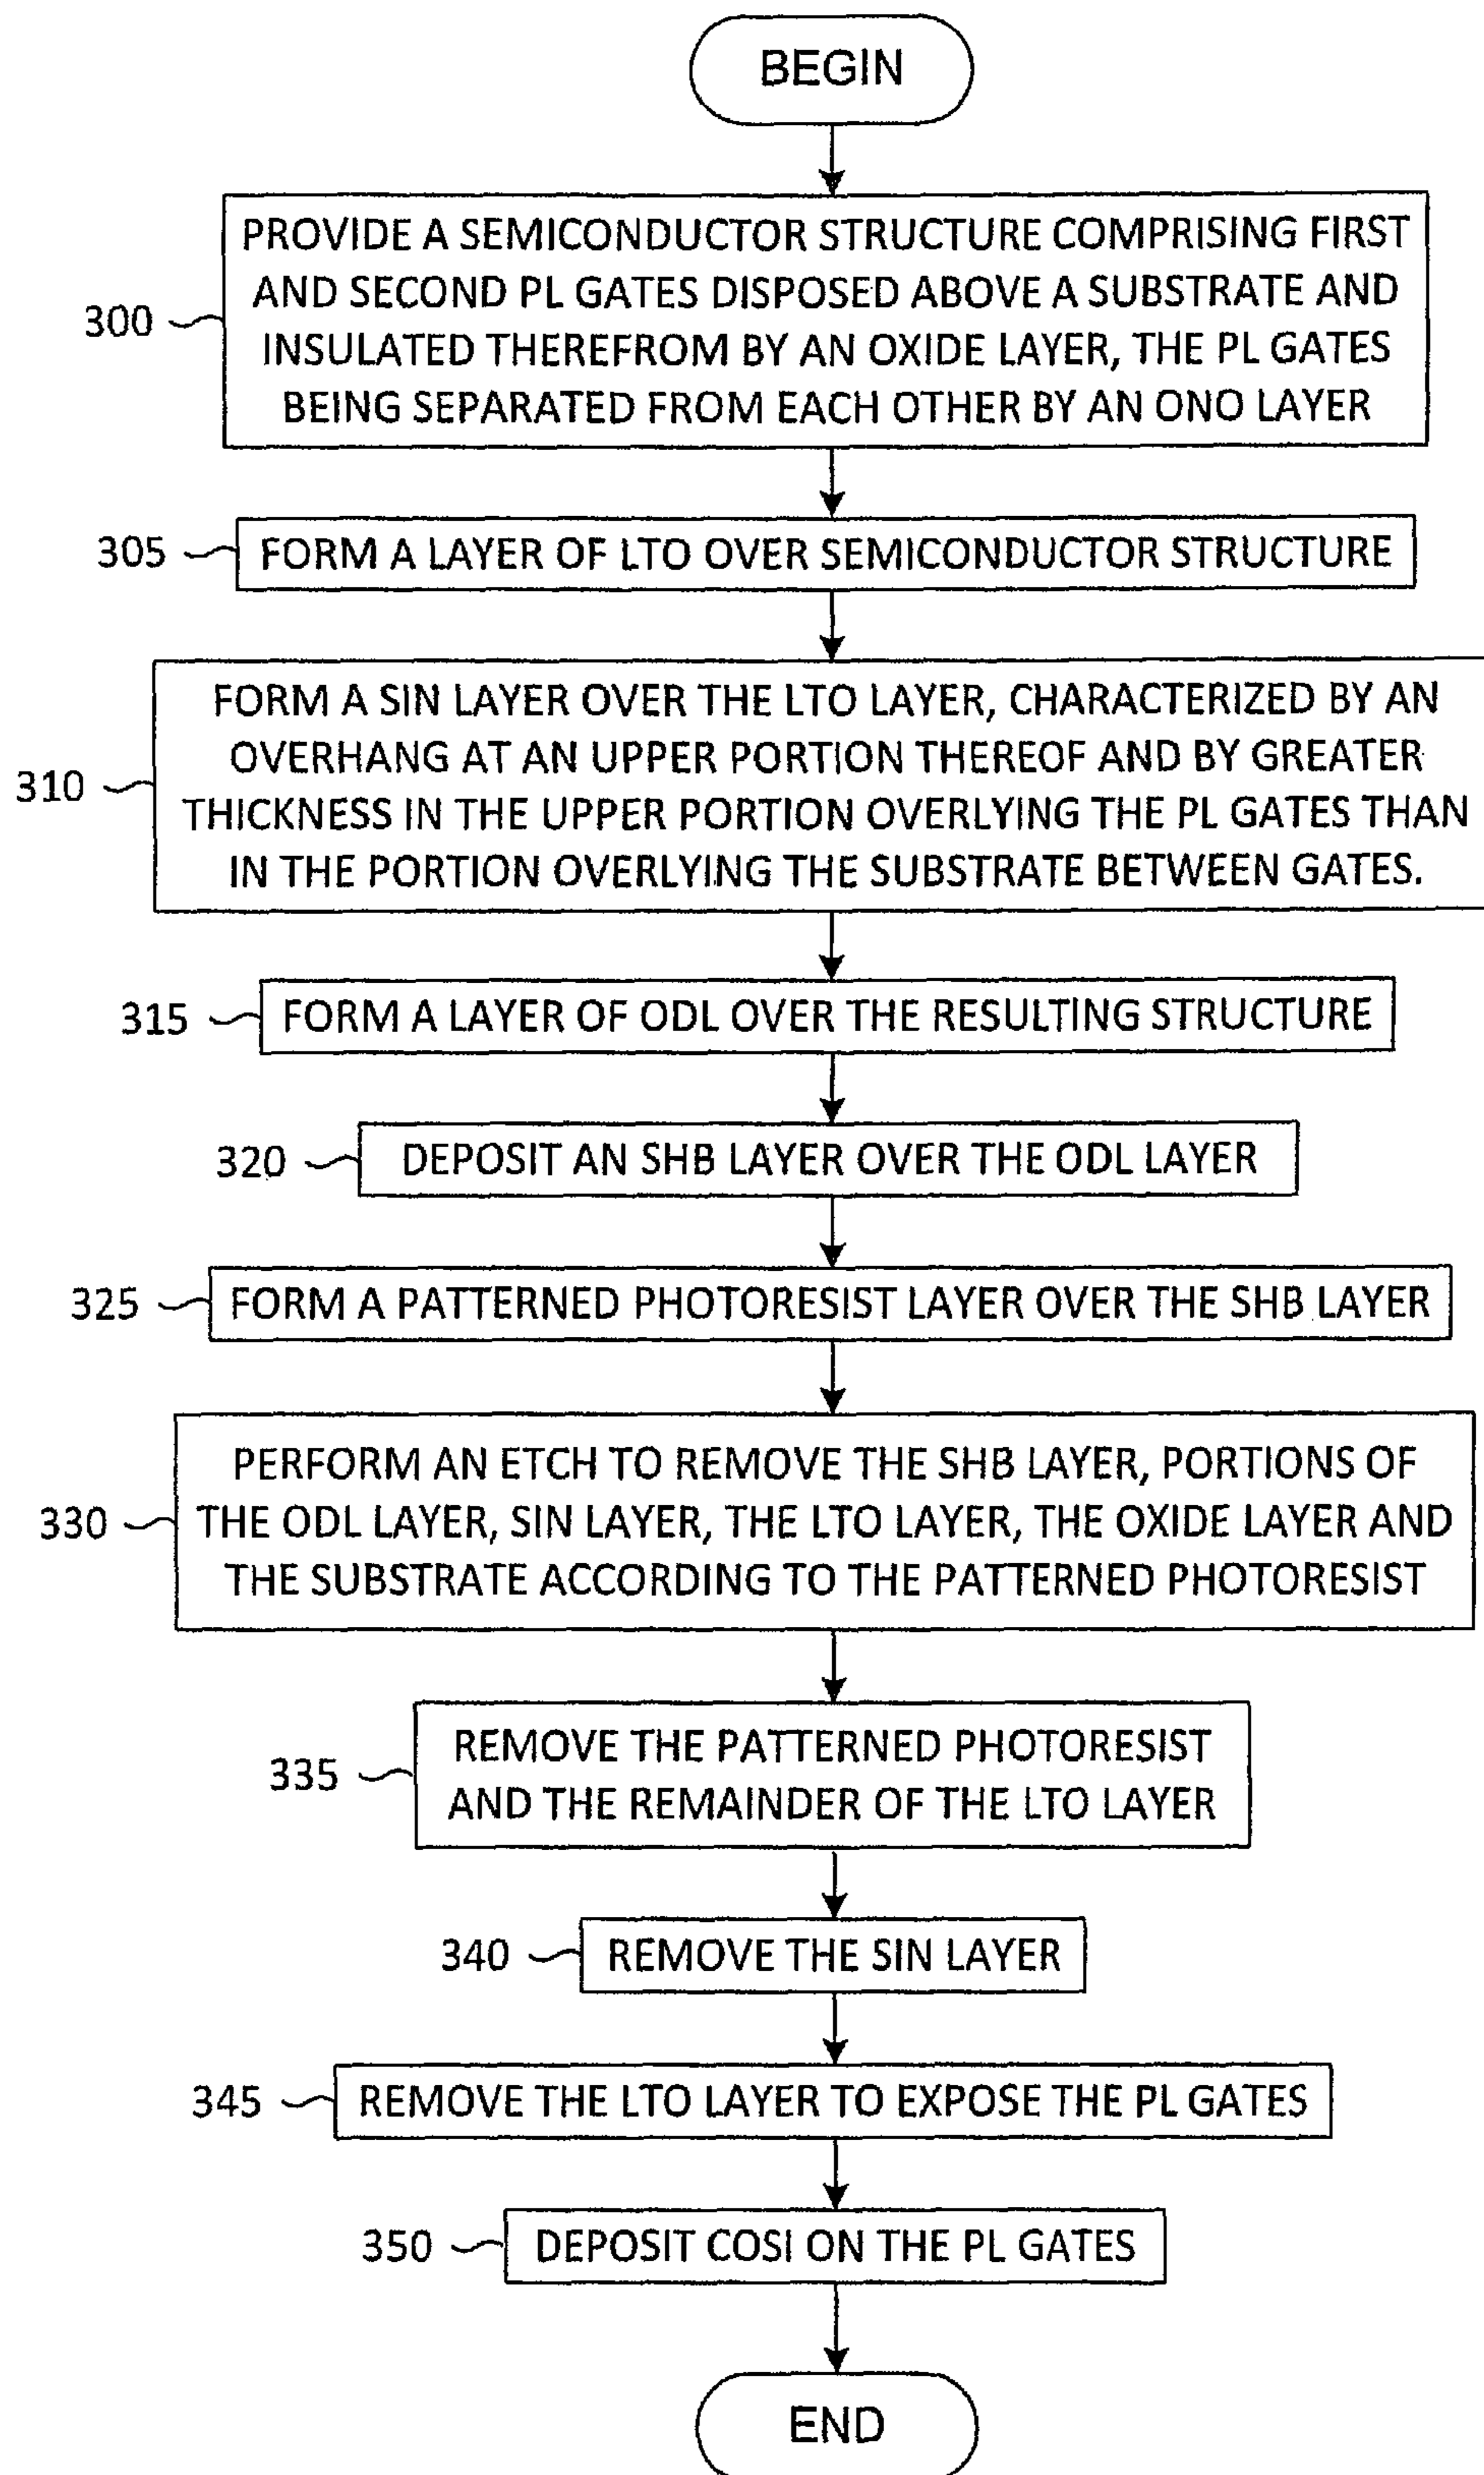 BEGIN
300
PROVIDE A SEMICONDUCTOR STRUCTURE COMPRISING FIRST
AND SECOND PL GATES DISPOSED ABOVE A SUBSTRATE AND
INSULATED THEREFROM BY AN OXIDE LAYER, THE PL GATES
BEING SEPARATED FROM EACH OTHER BY AN ONO LAYER
305
FORM A LAYER OF LTO OVER SEMICONDUCTOR STRUCTURE
310
FORM A SIN LAYER OVER THE LTO LAYER, CHARACTERIZED BY AN
OVERHANG AT AN UPPER PORTION THEREOF AND BY GREATER
THICKNESS IN THE UPPER PORTION OVERLYING THE PL GATES THAN
IN THE PORTION OVERLYING THE SUBSTRATE BETWEEN GATES.
315
FORM A LAYER OF ODL OVER THE RESULTING STRUCTURE
320
DEPOSIT AN SHB LAYER OVER THE ODL LAYER
325
FORM A PATTERNED PHOTORESIST LAYER OVER THE SHB LAYER
330
PERFORM AN ETCH TO REMOVE THE SHB LAYER, PORTIONS OF
THE ODL LAYER, SIN LAYER, THE LTO LAYER, THE OXIDE LAYER AND
THE SUBSTRATE ACCORDING TO THE PATTERNED PHOTORESIST
335
REMOVE THE PATTERNED PHOTORESIST
AND THE REMAINDER OF THE LTO LAYER
340
REMOVE THE SIN LAYER
345
REMOVE THE LTO LAYER TO EXPOSE THE PL GATES
350
DEPOSIT COSI ON THE PL GATES
END